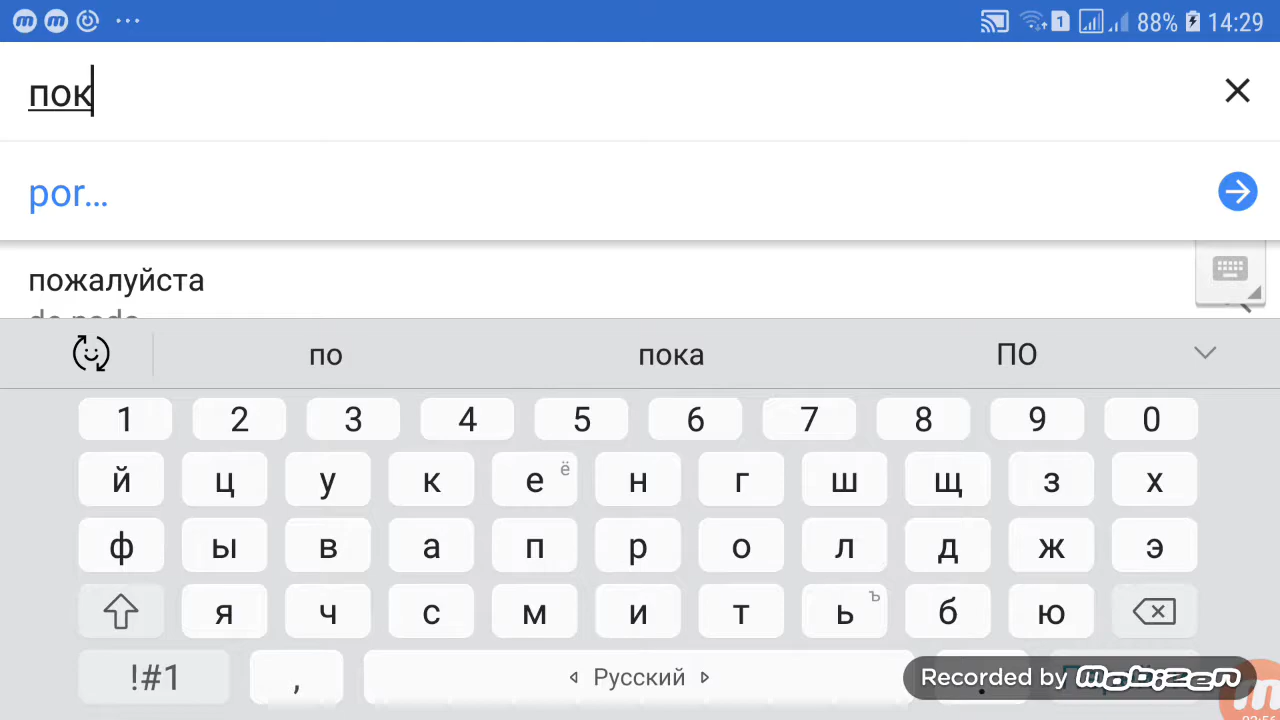 1 88% 14:29
пок
por...
пожалуйста
по пока ПО
1 2 3 4 5 6 7 8 9 0
й ц у к е ё н г ш щ з х
ф ы в а п р о л д ж э
я ч с м и т ь ъ б ю
!#1 , Русский .
Recorded by mobizen